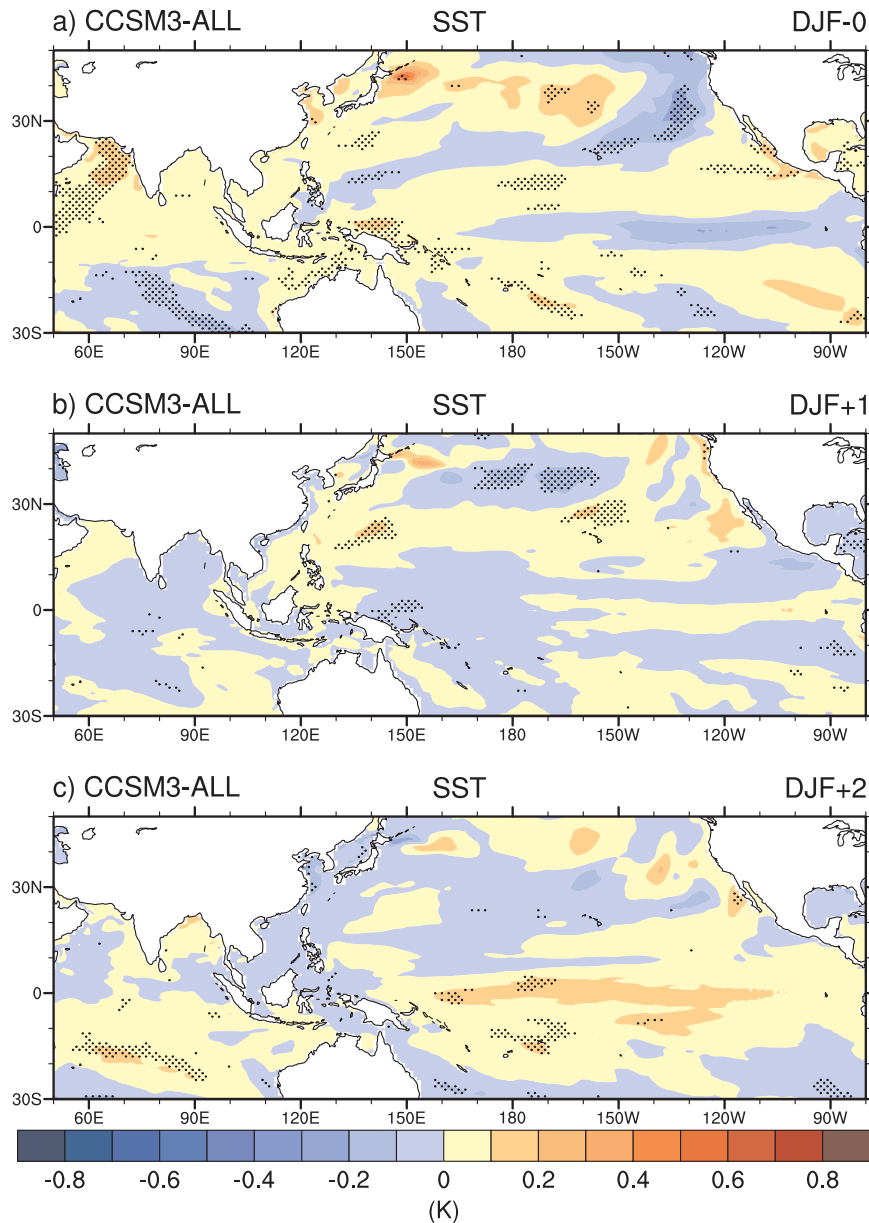 a) CCSM3-ALL SST DJF-0
30N
0
30S
60E 90E 120E 150E 180 150W 120W 90W
b) CCSM3-ALL SST DJF+1
30N
0
30S
60E 90E 120E 150E 180 150W 120W 90W
c) CCSM3-ALL SST DJF+2
30N
0
30S
60E 90E 120E 150E 180 150W 120W 90W
-0.8 -0.6 -0.4 -0.2 0 0.2 0.4 0.6 0.8
(K)